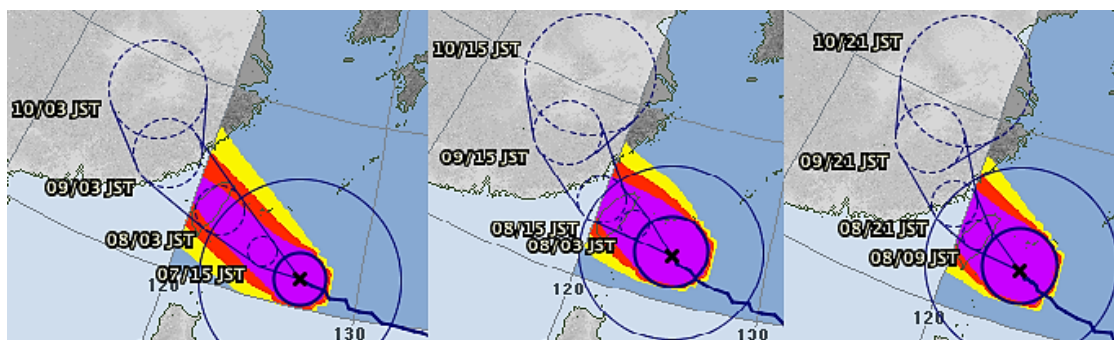 10/03 JST
09/03 JST
08/03 JST
07/15 JST
120
130
10/15 JST
09/15 JST
08/15 JST
08/03 JST
120
130
10/21 JST
09/21 JST
08/21 JST
08/09 JST
120